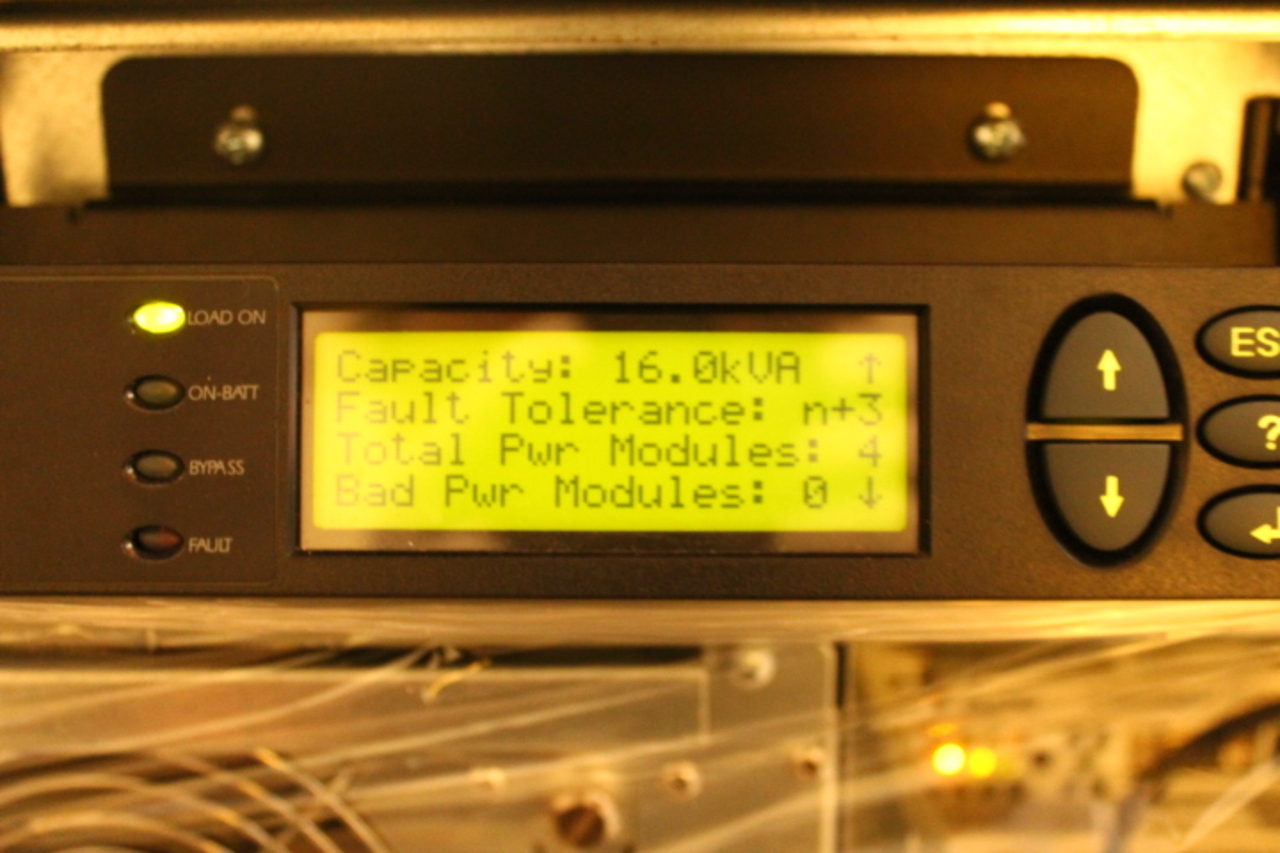 LOAD ON
ON-BATT
BYPASS
FAULT
Capacity: 16.0kVA ↑
Fault Tolerance: n+3
Total Pwr Modules: 4
Bad Pwr Modules: 0 ↓
ES
?